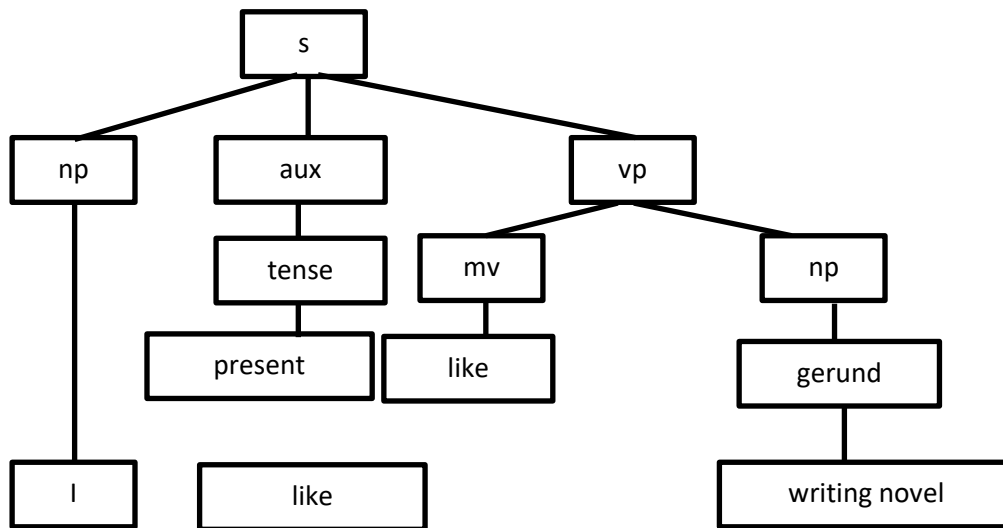 s
np aux vp
tense mv np
present like gerund
I like writing novel